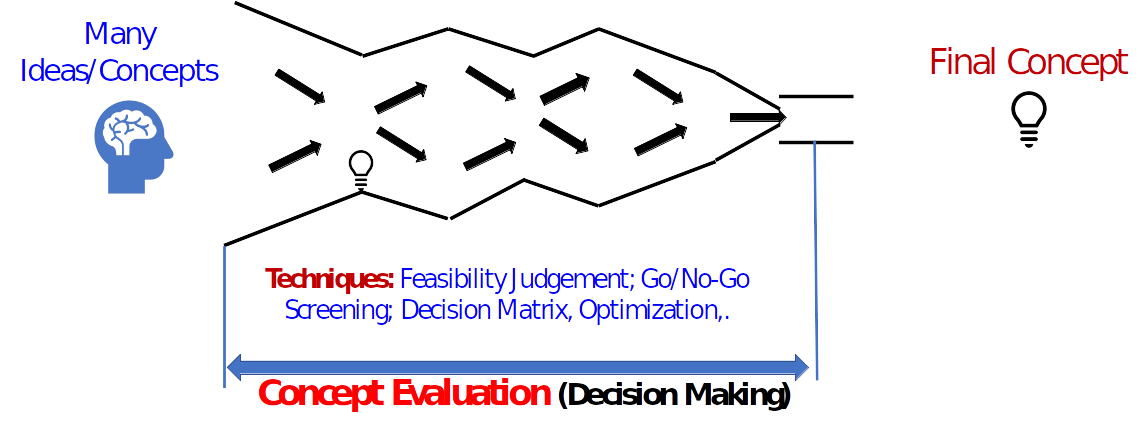 Many
Ideas/Concepts
Final Concept
Techniques: Feasibility Judgement; Go/No-Go
Screening; Decision Matrix, Optimization,.
Concept Evaluation (Decision Making)